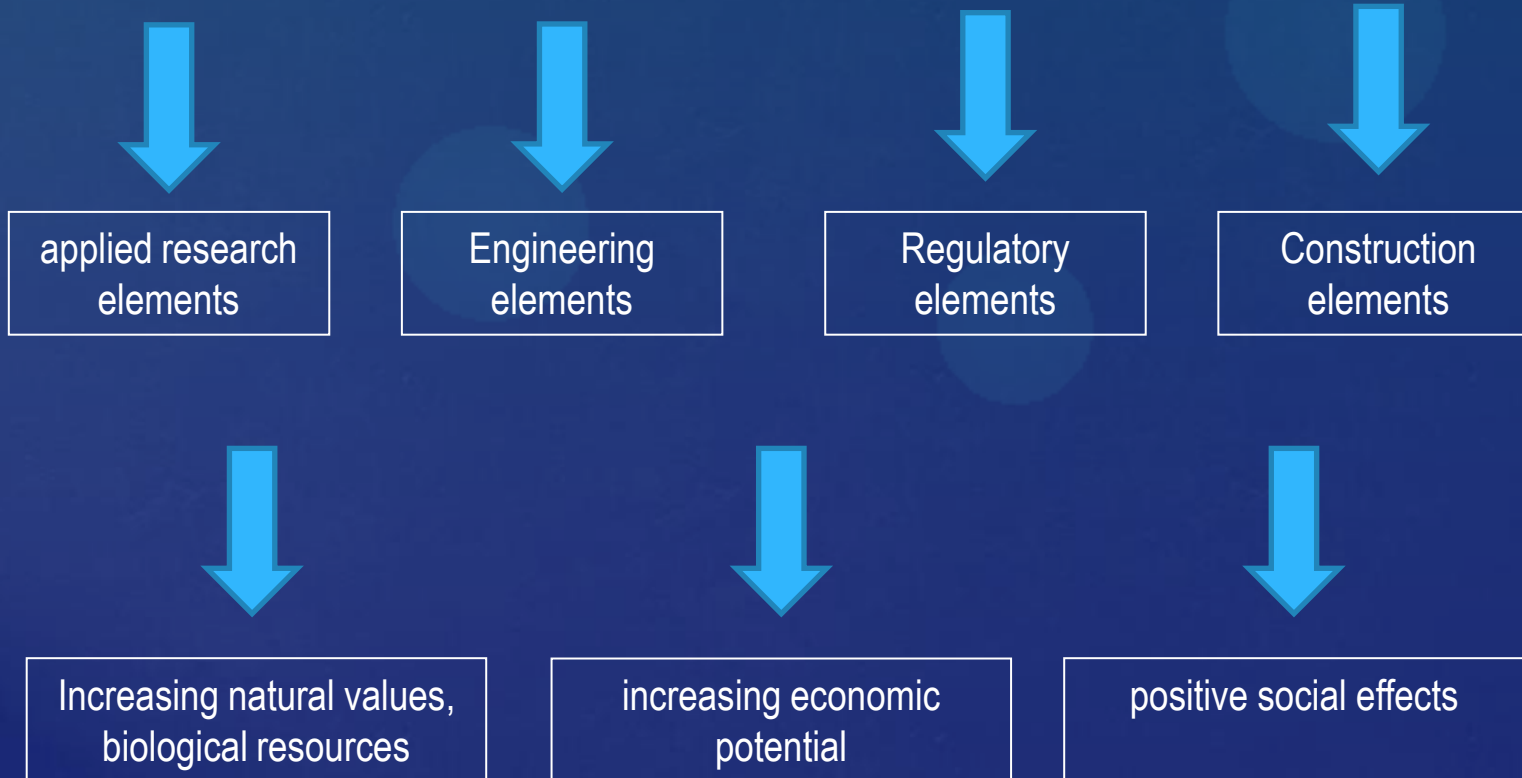 applied research
elements
Engineering
elements
Regulatory
elements
Construction
elements
Increasing natural values,
biological resources
increasing economic
potential
positive social effects